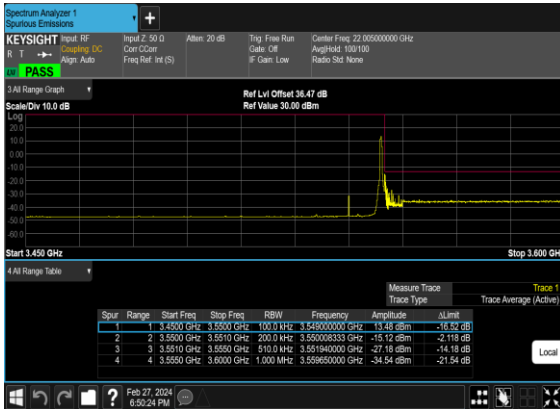 Spectrum Analyzer 1
Spurious Emissions
+
KEYSIGHT
R T
Input: RF
Coupling: DC
Align: Auto
Input Z: 50 Ω
Corr CCorr
Freq Ref: Int (S)
Atten: 20 dB
Trig: Free Run
Gate: Off
IF Gain: Low
Center Freq: 22.005000000 GHz
Avg|Hold: 100/100
Radio Std: None
PASS
3 All Range Graph
Scale/Div 10.0 dB
Ref Lvl Offset 36.47 dB
Ref Value 30.00 dBm
Log
20.0
10.0
0.00
-10.0
-20.0
-30.0
-40.0
-50.0
-60.0
Start 3.450 GHz
Stop 3.600 GH
4 All Range Table
Measure Trace Trace 1
Trace Type Trace Average (Active)
Spur Range Start Freq Stop Freq RBW Frequency Amplitude ΔLimit
1 1 3.4500 GHz 3.5500 GHz 100.0 kHz 3.549000000 GHz 13.48 dBm -16.52 dB
2 2 3.5500 GHz 3.5510 GHz 200.0 kHz 3.550008333 GHz -15.12 dBm -2.118 dB
3 3 3.5510 GHz 3.5550 GHz 510.0 kHz 3.551940000 GHz -27.18 dBm -14.18 dB
4 4 3.5550 GHz 3.6000 GHz 1.000 MHz 3.559650000 GHz -34.54 dBm -21.54 dB
Local
?
Feb 27, 2024
6:50:24 PM